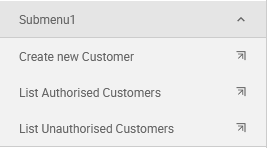 Submenu1
Create new Customer
List Authorised Customers
List Unauthorised Customers